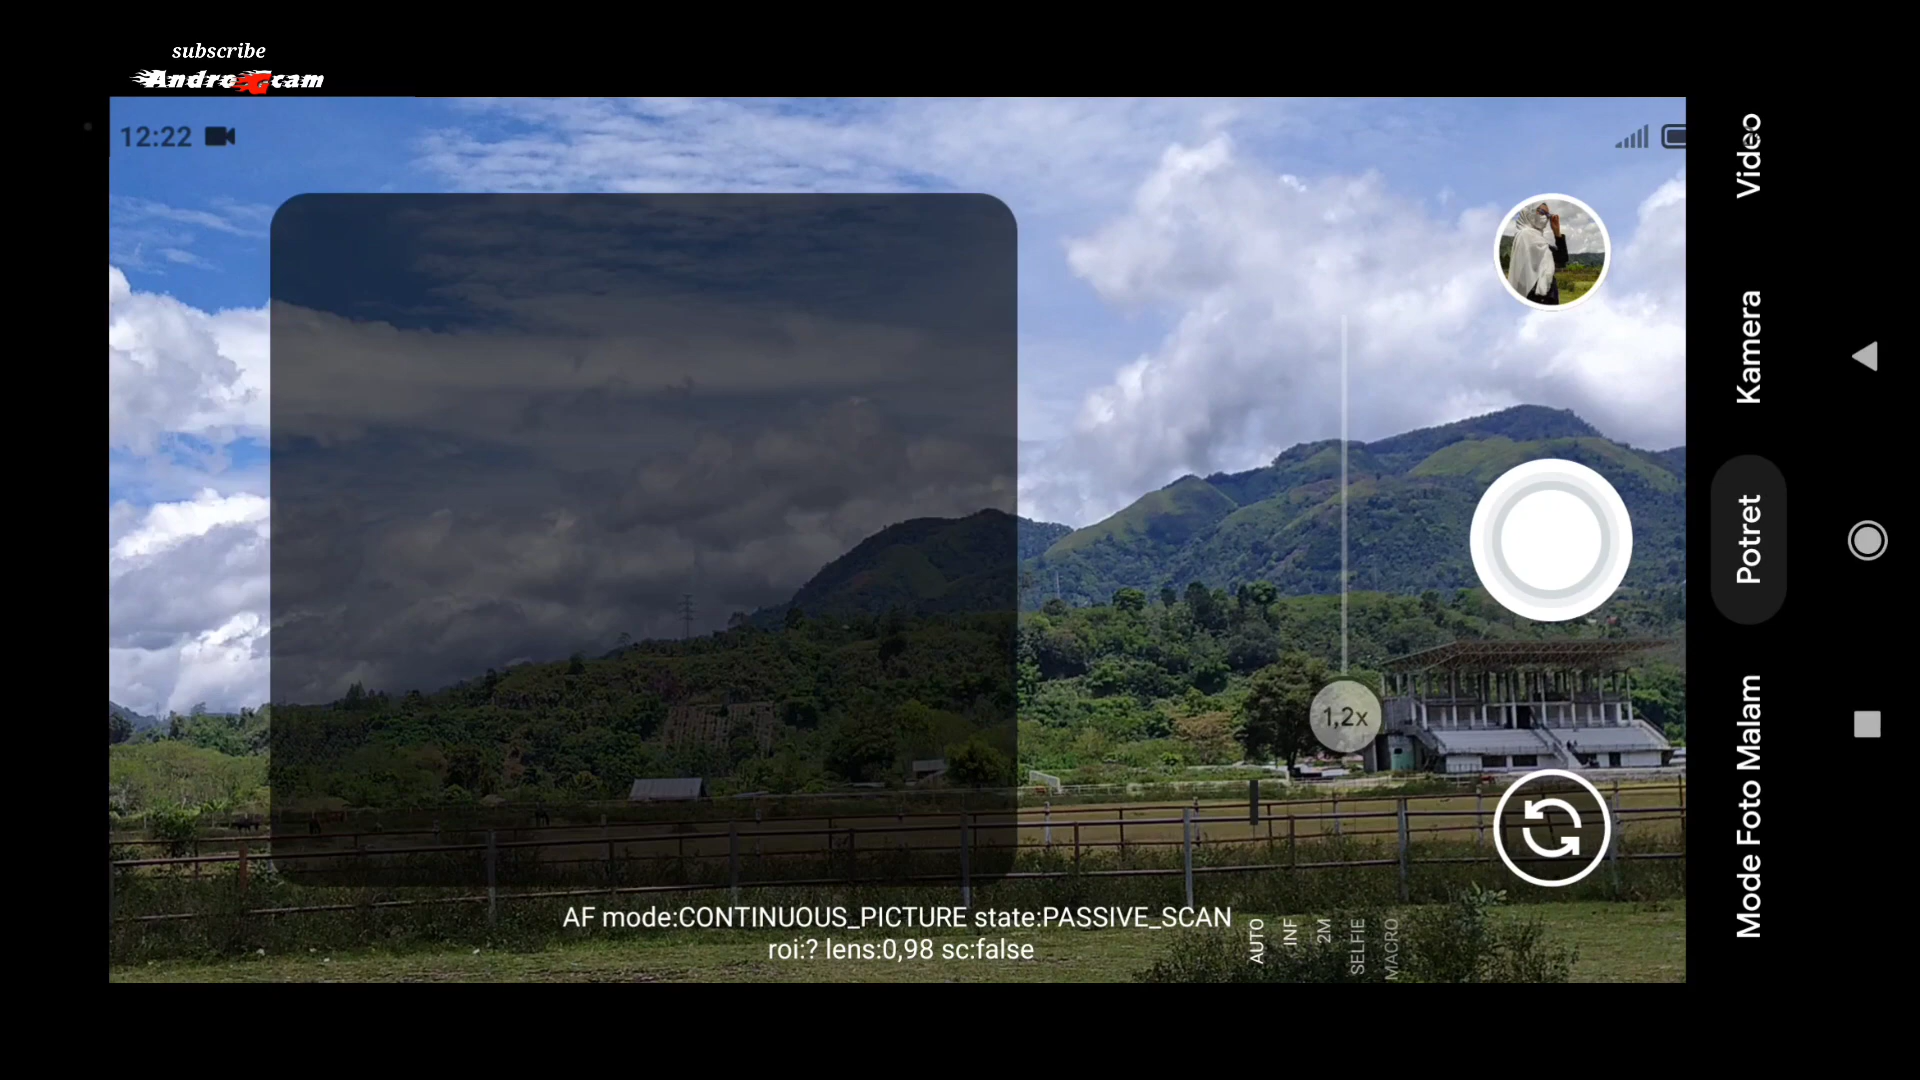 subscribe
Andro Gcam
12:22
Video
Kamera
Potret
Mode Foto Malam
1,2x
AF mode:CONTINUOUS_PICTURE state:PASSIVE_SCAN
roi:? lens:0,98 sc:false
AUTO
INF
2M
SELFIE
MACRO